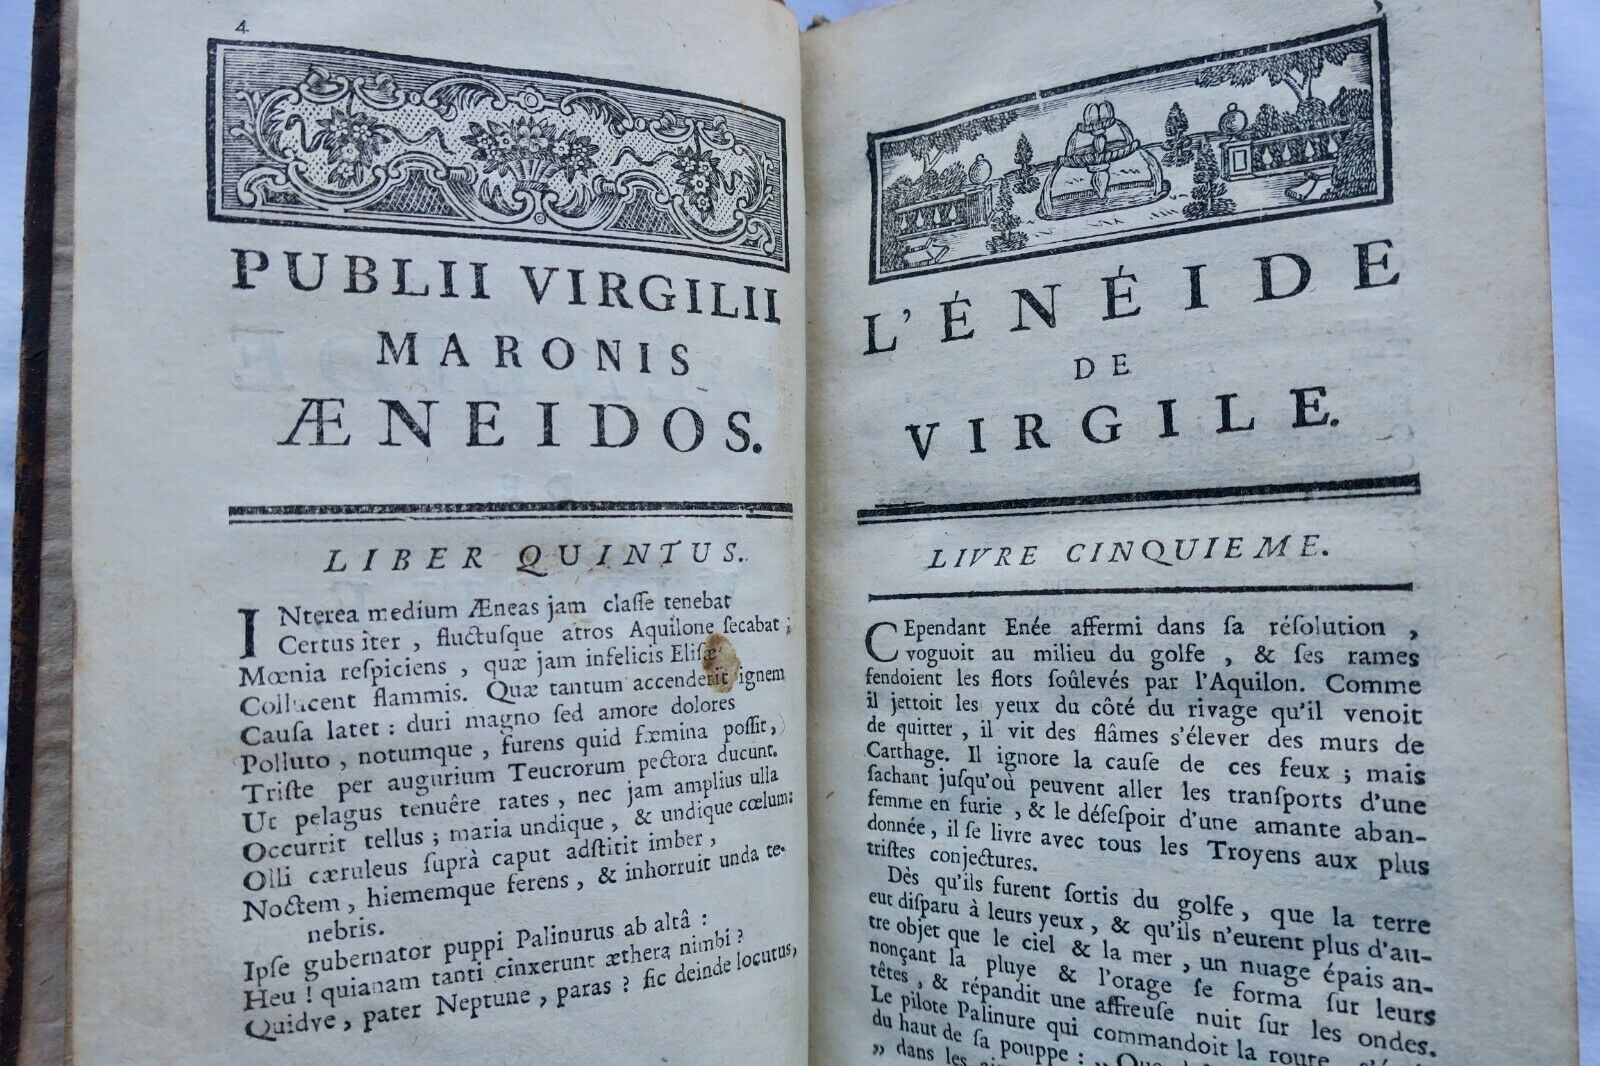 4
PUBLII VIRGILII
MARONIS
ÆNEIDOS.
LIBER QUINTUS.
INterea medium Æneas jam claſſe tenebat
Certus iter, fluctuſque atros Aquilone ſecabat;
Mœnia reſpiciens, quæ jam infelicis Eliſæ
Collucent flammis. Quæ tantum accenderit ignem
Cauſa latet: duri magno ſed amore dolores
Polluto, notumque, furens quid fœmina poſſit,
Triſte per augurium Teucrorum pectora ducunt.
Ut pelagus tenuêre rates, nec jam amplius ulla
Occurrit tellus; maria undique, & undique cœlum:
Olli cæruleus ſuprà caput adſtitit imber,
Noctem, hiememque ferens, & inhorruit unda te-
nebris.
Ipſe gubernator puppi Palinurus ab altâ:
Heu! quianam tanti cinxerunt æthera nimbi?
Quidve, pater Neptune, paras? ſic deinde locutus,
L'ÉNÉIDE
DE
VIRGILE.
LIVRE CINQUIEME.
CEpendant Enée affermi dans ſa réſolution,
voguoit au milieu du golfe, & ſes rames
fendoient les flots ſoûlevés par l'Aquilon. Comme
il jettoit les yeux du côté du rivage qu'il venoit
de quitter, il vit des flâmes s'élever des murs de
Carthage. Il ignore la cauſe de ces feux; mais
ſachant juſqu'où peuvent aller les tranſports d'une
femme en furie, & le déſeſpoir d'une amante aban-
donnée, il ſe livre avec tous les Troyens aux plus
triſtes conjectures.
Dès qu'ils furent ſortis du golfe, que la terre
eut diſparu à leurs yeux, & qu'ils n'eurent plus d'au-
tre objet que le ciel & la mer, un nuage épais an-
nonçant la pluye & l'orage ſe forma ſur leurs
têtes, & répandit une affreuſe nuit ſur les ondes.
Le pilote Palinure qui commandoit la route
du haut de ſa pouppe: „ Que
„ dans les